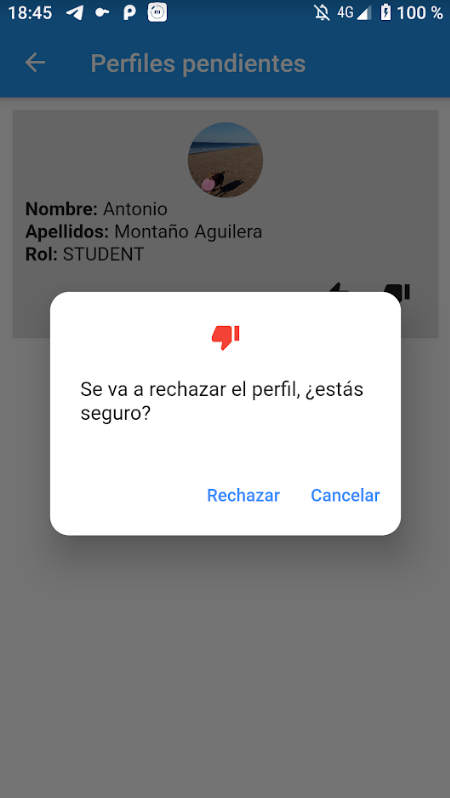 18:45 4G 100 %
Perfiles pendientes
Nombre: Antonio
Apellidos: Montaño Aguilera
Rol: STUDENT
Se va a rechazar el perfil, ¿estás
seguro?
Rechazar Cancelar